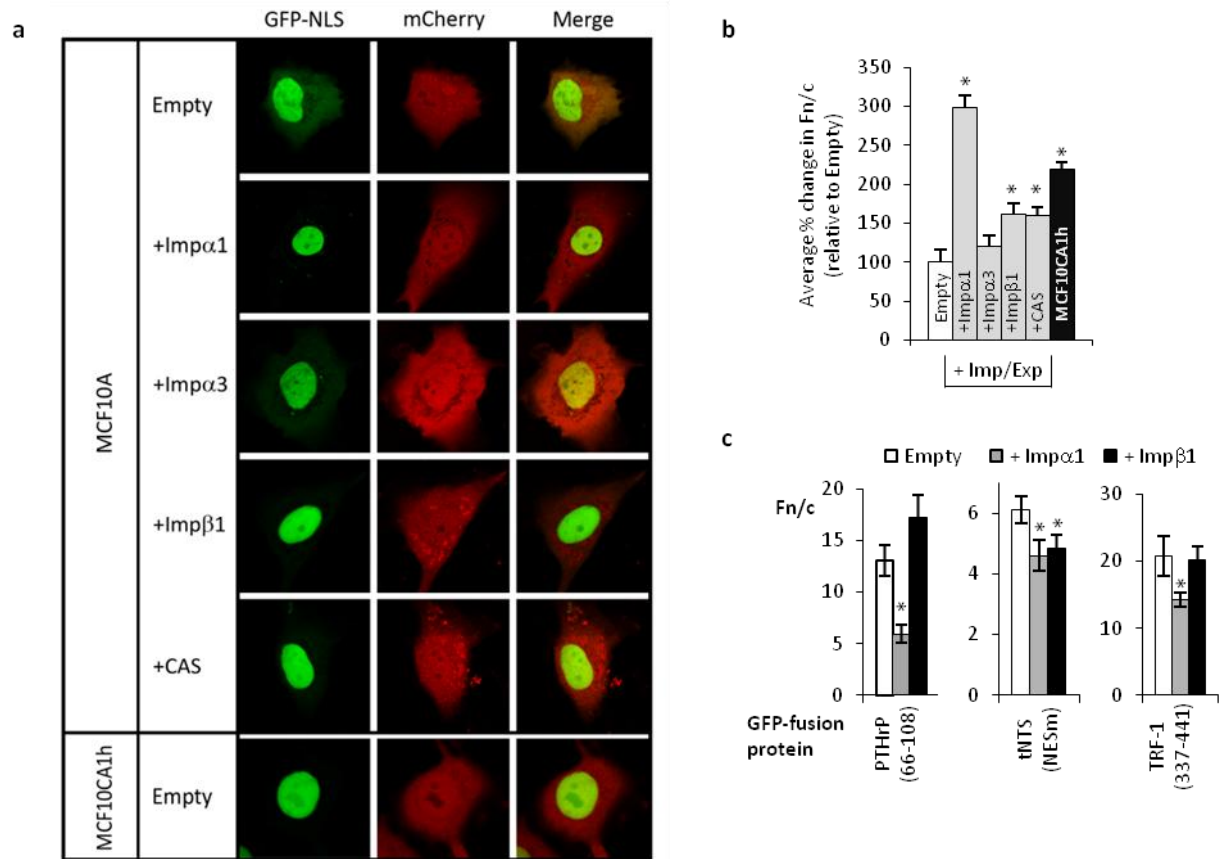 a
GFP-NLS mCherry Merge
MCF10A
Empty
+Impα1
+Impα3
+Impβ1
+CAS
MCF10CA1h
Empty
b
Average % change in Fn/c
(relative to Empty)
350
300
250
200
150
100
50
0
* * * *
Empty
+Impα1
+Impα3
+Impβ1
+CAS
MCF10CA1h
+ Imp/Exp
c
Empty + Impα1 + Impβ1
Fn/c
20
15
10
5
0
*
6
4
2
0
* *
30
20
10
0
*
GFP-fusion
protein
PTHrP
(66-108)
tNTS
(NESm)
TRF-1
(337-441)